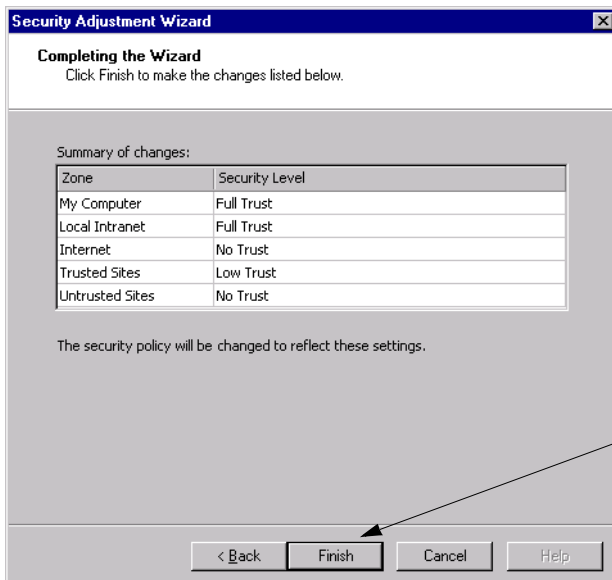 Security Adjustment Wizard
Completing the Wizard
Click Finish to make the changes listed below.
Summary of changes:
Zone Security Level
My Computer Full Trust
Local Intranet Full Trust
Internet No Trust
Trusted Sites Low Trust
Untrusted Sites No Trust
The security policy will be changed to reflect these settings.
< Back Finish Cancel Help